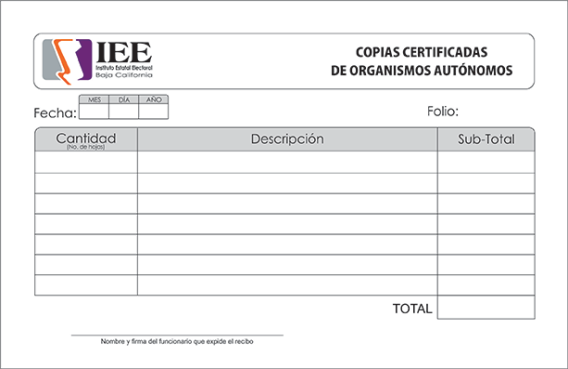 IEE
Instituto Estatal Electoral
Baja California
COPIAS CERTIFICADAS
DE ORGANISMOS AUTÓNOMOS
MES DÍA AÑO
Fecha:
Folio:
Cantidad Descripción Sub-Total
(No. de hojas)
TOTAL
Nombre y firma del funcionario que expide el recibo